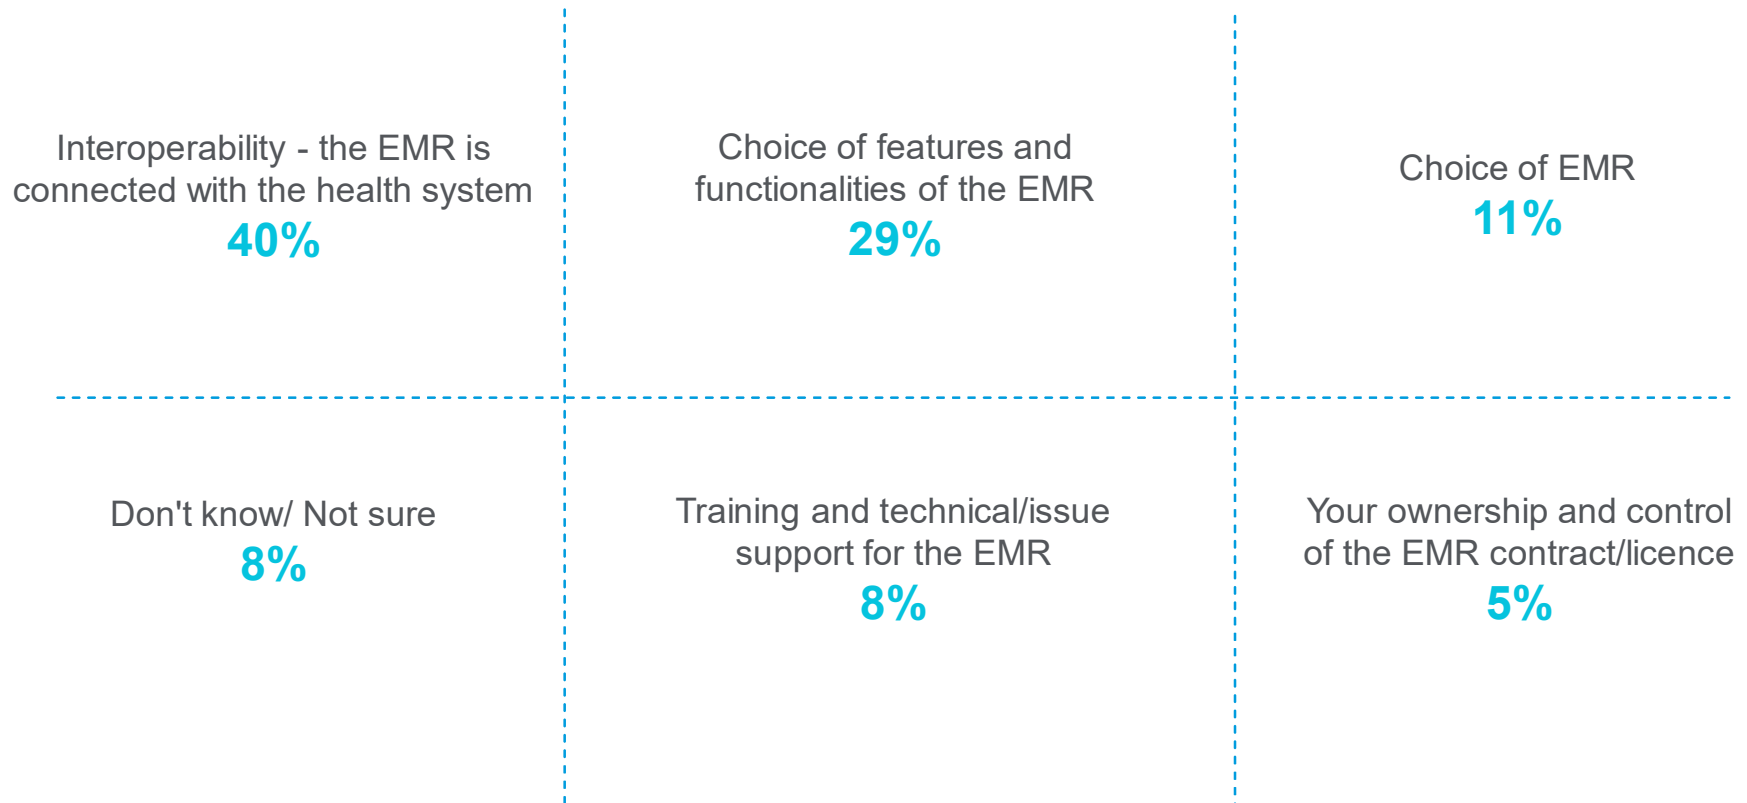 Interoperability - the EMR is
connected with the health system
40%
Choice of features and
functionalities of the EMR
29%
Choice of EMR
11%
Don't know/ Not sure
8%
Training and technical/issue
support for the EMR
8%
Your ownership and control
of the EMR contract/licence
5%